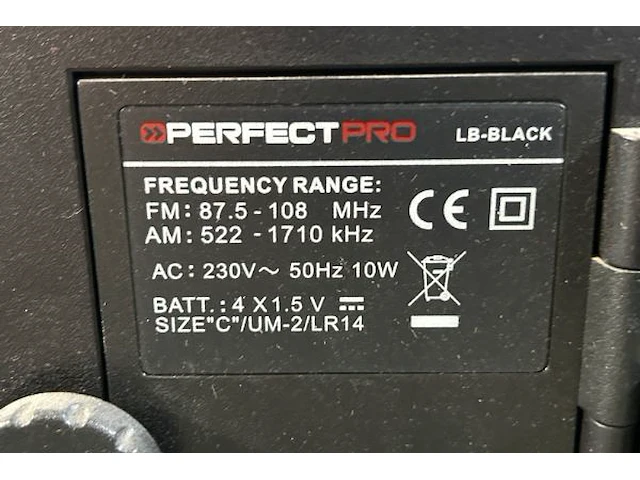 PERFECTPRO LB-BLACK
FREQUENCY RANGE:
FM: 87.5 - 108 MHz
AM: 522 - 1710 kHz
CE
AC: 230V~ 50Hz 10W
BATT.: 4 X 1.5 V ⎓
SIZE"C"/UM-2/LR14